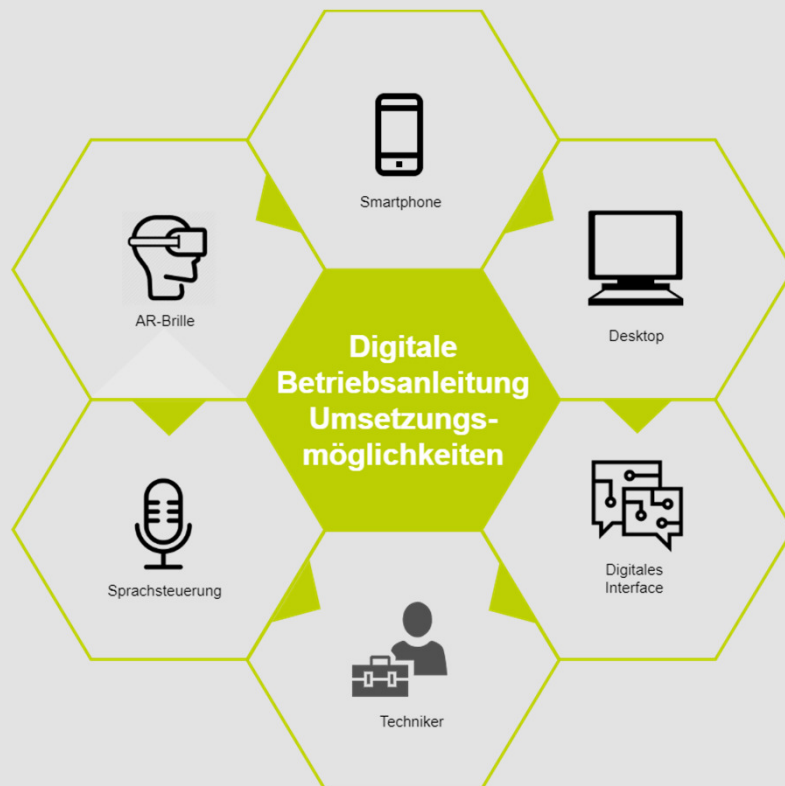 Smartphone
AR-Brille
Desktop
Digitale
Betriebsanleitung
Umsetzungs-
möglichkeiten
Sprachsteuerung
Digitales
Interface
Techniker